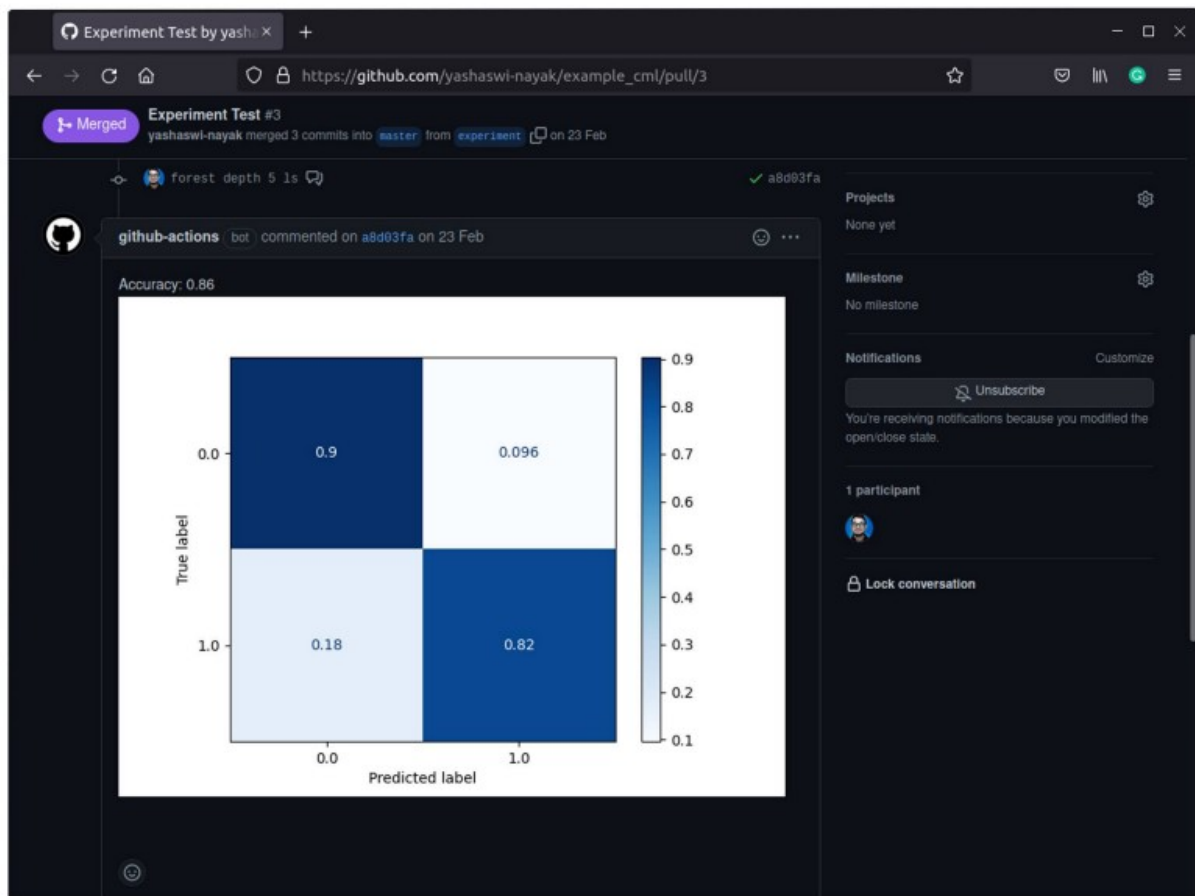 Experiment Test by yasha
https://github.com/yashaswi-nayak/example_cml/pull/3
Merged
Experiment Test #3
yashaswi-nayak merged 3 commits into master from experiment on 23 Feb
forest depth 5 ls
a8d03fa
github-actions bot commented on a8d03fa on 23 Feb
Accuracy: 0.86
True label
0.0
0.9
0.096
1.0
0.18
0.82
0.0
1.0
Predicted label
0.9
0.8
0.7
0.6
0.5
0.4
0.3
0.2
0.1
Projects
None yet
Milestone
No milestone
Notifications
Customize
Unsubscribe
You're receiving notifications because you modified the
open/close state.
1 participant
Lock conversation